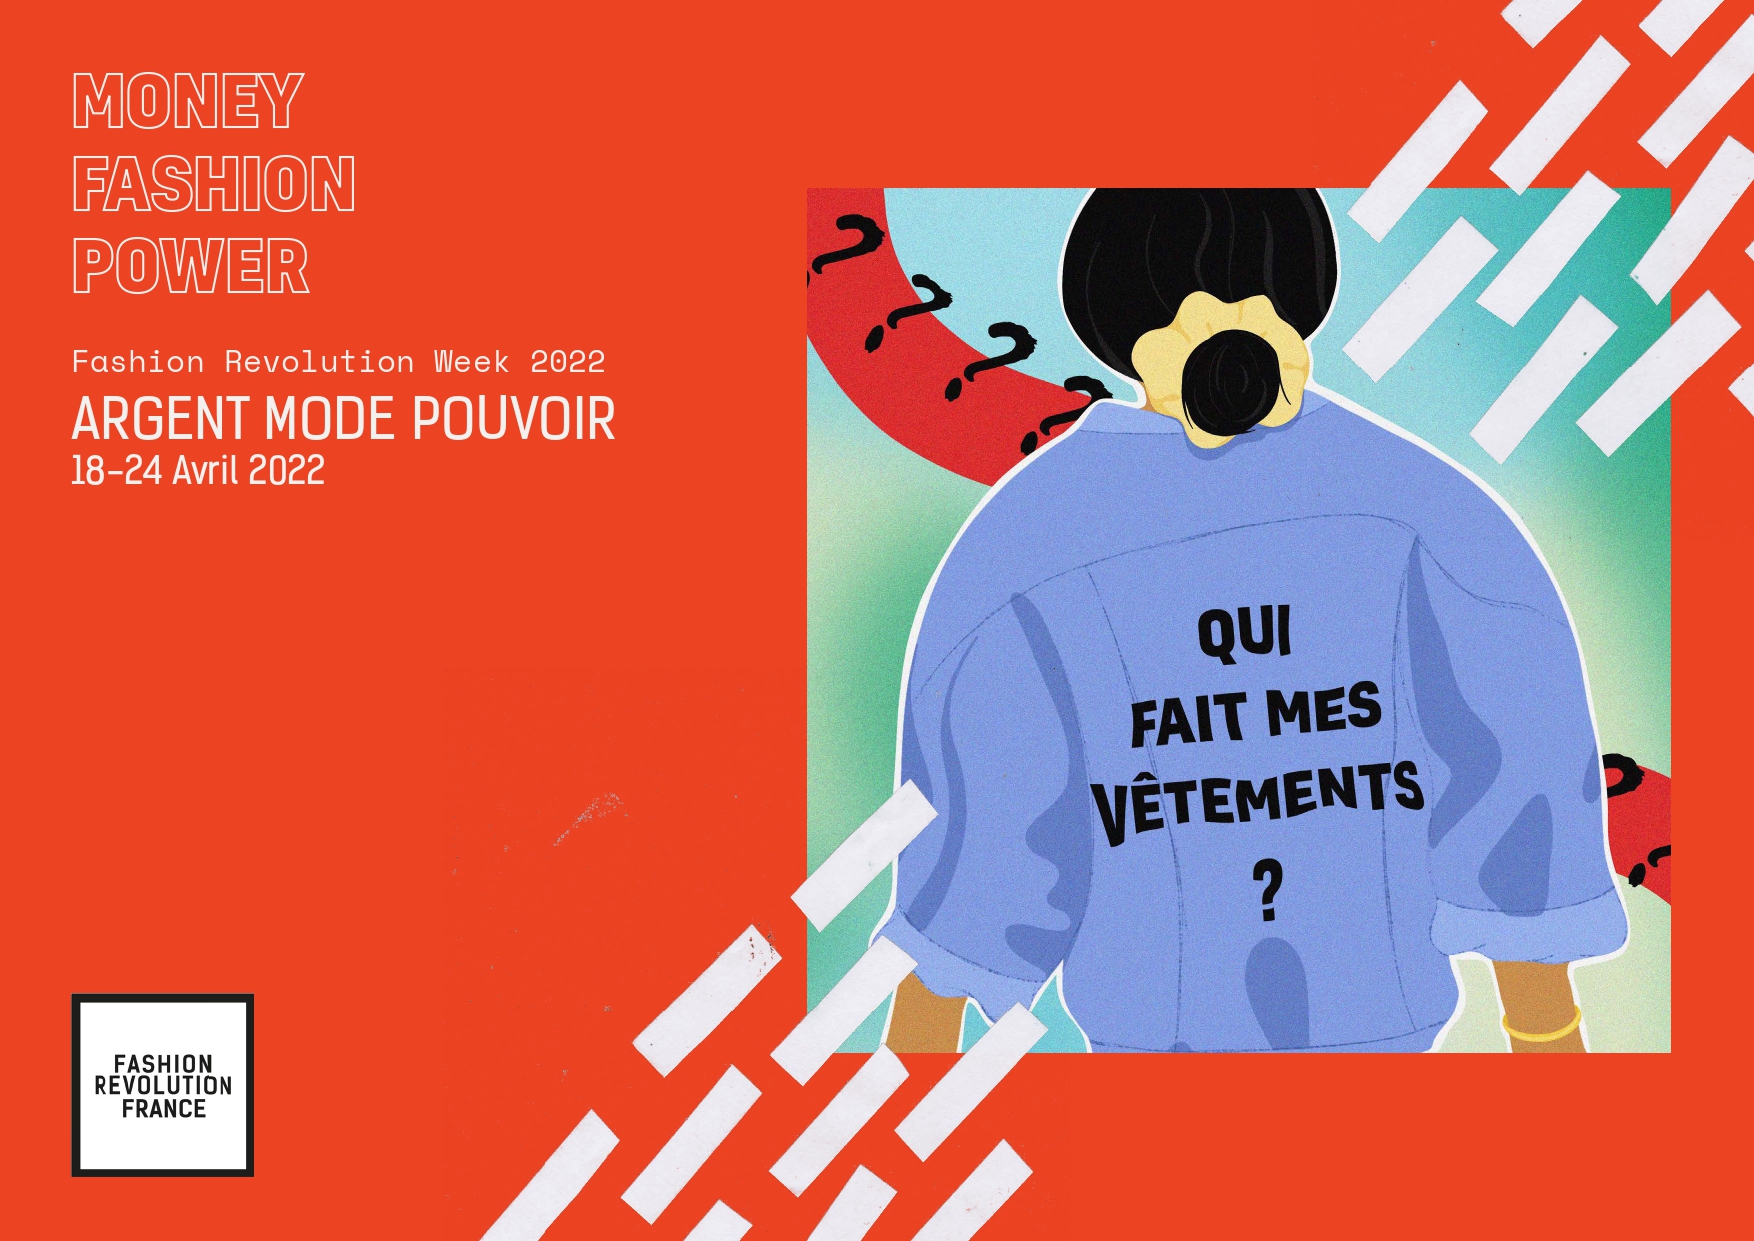 MONEY
FASHION
POWER
Fashion Revolution Week 2022
ARGENT MODE POUVOIR
18–24 Avril 2022
QUI
FAIT MES
VÊTEMENTS
?
FASHION
REVOLUTION
FRANCE